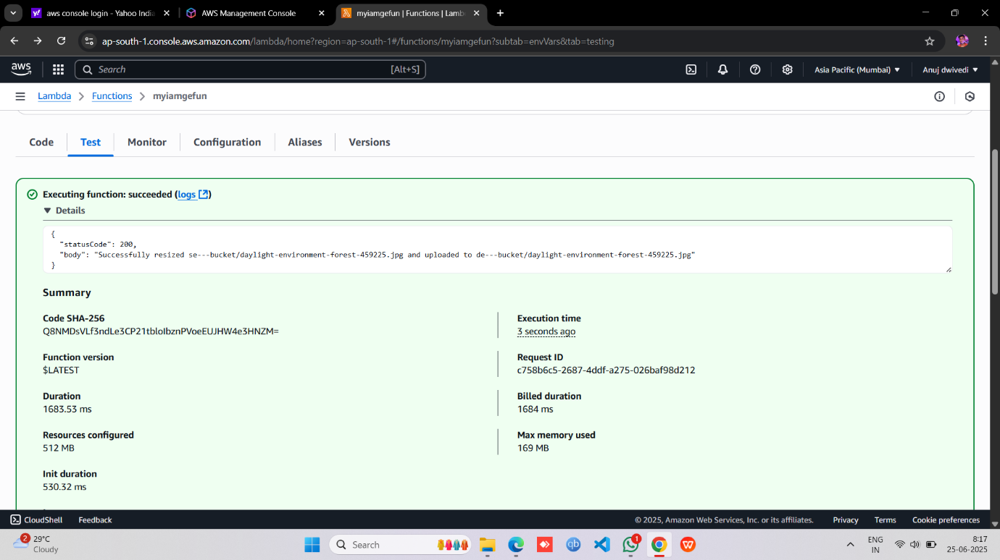 aws console login - Yahoo India
AWS Management Console
myiamgefun | Functions | Lamb
ap-south-1.console.aws.amazon.com/lambda/home?region=ap-south-1#/functions/myiamgefun?subtab=envVars&tab=testing
aws
Search [Alt+S]
Asia Pacific (Mumbai)
Anuj dwivedi
Lambda > Functions > myiamgefun
Code
Test
Monitor
Configuration
Aliases
Versions
Executing function: succeeded (logs)
Details
{
"statusCode": 200,
"body": "Successfully resized se---bucket/daylight-environment-forest-459225.jpg and uploaded to de---bucket/daylight-environment-forest-459225.jpg"
}
Summary
Code SHA-256
Q8NMDsVLf3ndLe3CP21tbloIbznPVoeEUJHW4e3HNZM=
Execution time
3 seconds ago
Function version
$LATEST
Request ID
c758b6c5-2687-4ddf-a275-026baf98d212
Duration
1683.53 ms
Billed duration
1684 ms
Resources configured
512 MB
Max memory used
169 MB
Init duration
530.32 ms
CloudShell
Feedback
© 2025, Amazon Web Services, Inc. or its affiliates.
Privacy
Terms
Cookie preferences
2
29°C
Cloudy
Search
qb
1
W
ENG
IN
8:17
25-06-2025